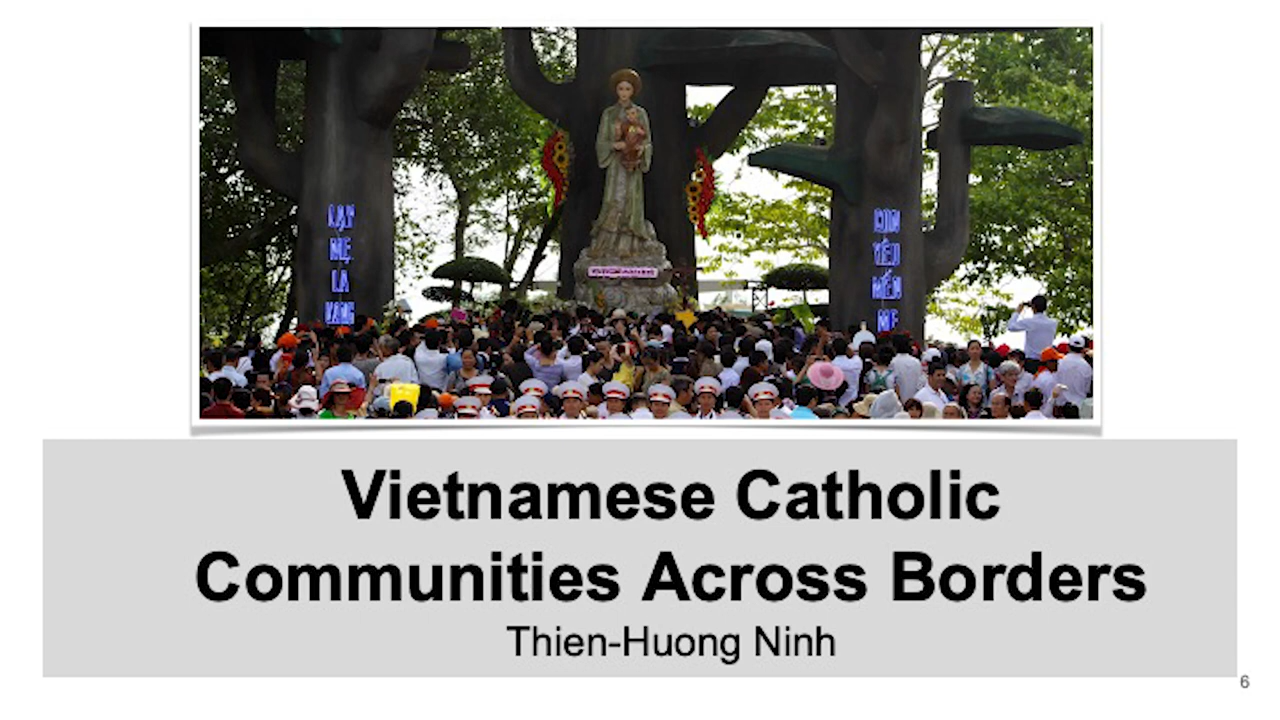 LẠY
MẸ
LA
VANG
CON
YÊU
MẾN
MẸ
Vietnamese Catholic
Communities Across Borders
Thien-Huong Ninh
6